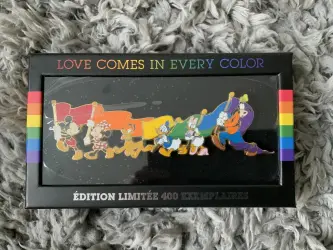 LOVE COMES IN EVERY COLOR
ÉDITION LIMITÉE 400 EXEMPLAIRES